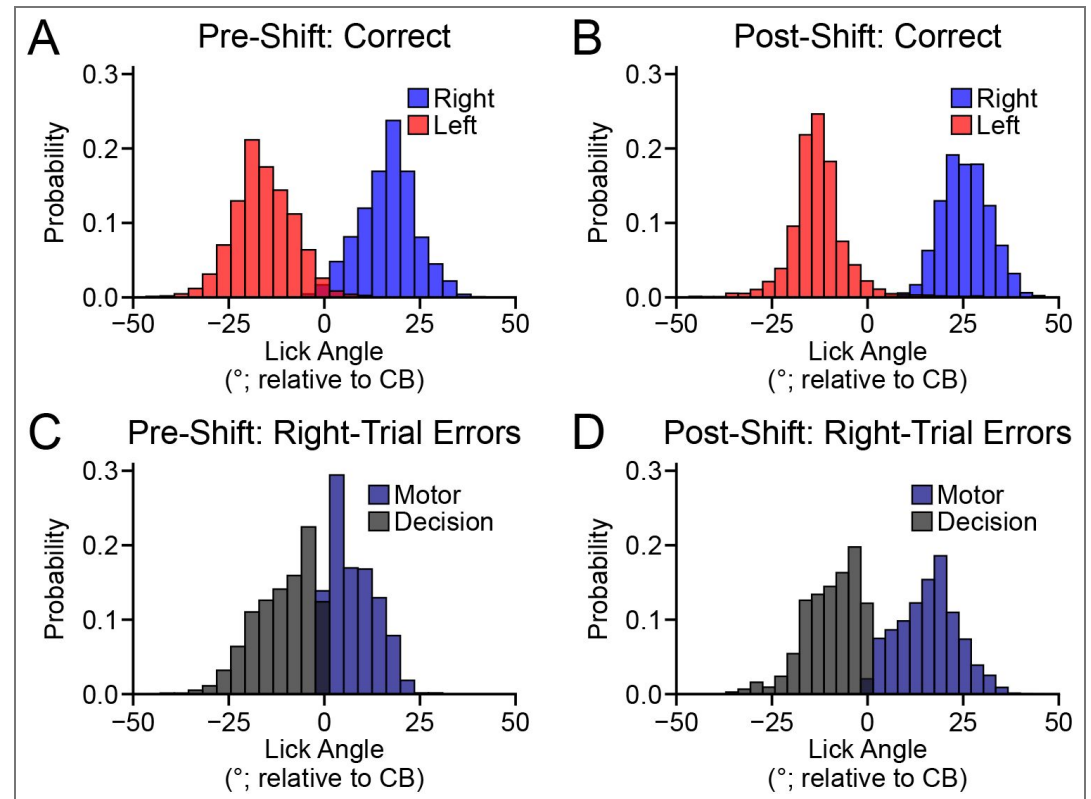 A
Pre-Shift: Correct
0.3
0.2
0.1
0.0
Probability
Right
Left
−50
−25
0
25
50
Lick Angle
(°; relative to CB)
B
Post-Shift: Correct
0.3
0.2
0.1
0.0
Probability
Right
Left
−50
−25
0
25
50
Lick Angle
(°; relative to CB)
C
Pre-Shift: Right-Trial Errors
0.3
0.2
0.1
0.0
Probability
Motor
Decision
−50
−25
0
25
50
Lick Angle
(°; relative to CB)
D
Post-Shift: Right-Trial Errors
0.3
0.2
0.1
0.0
Probability
Motor
Decision
−50
−25
0
25
50
Lick Angle
(°; relative to CB)